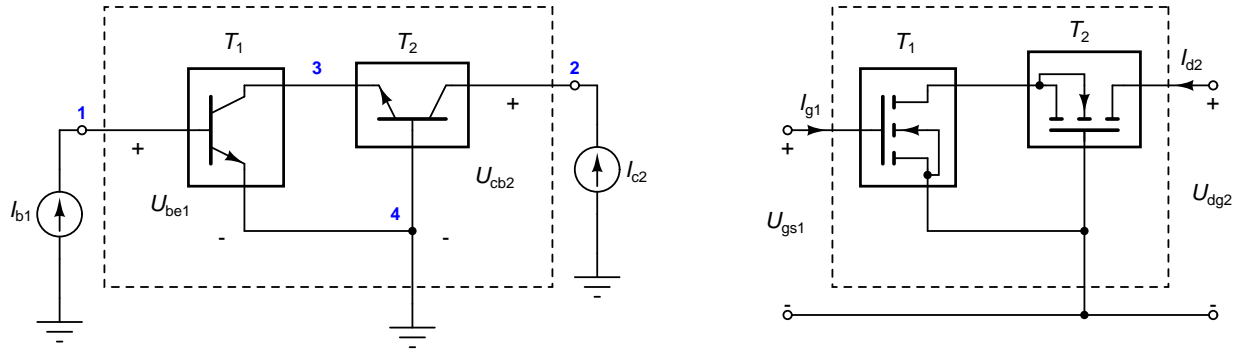 T1 T2
3 2
1
+ +
Ib1 Ube1 Ucb2 Ic2
4
- -
T1 T2
Ig1 Id2
+ +
Ugs1 Udg2
- -